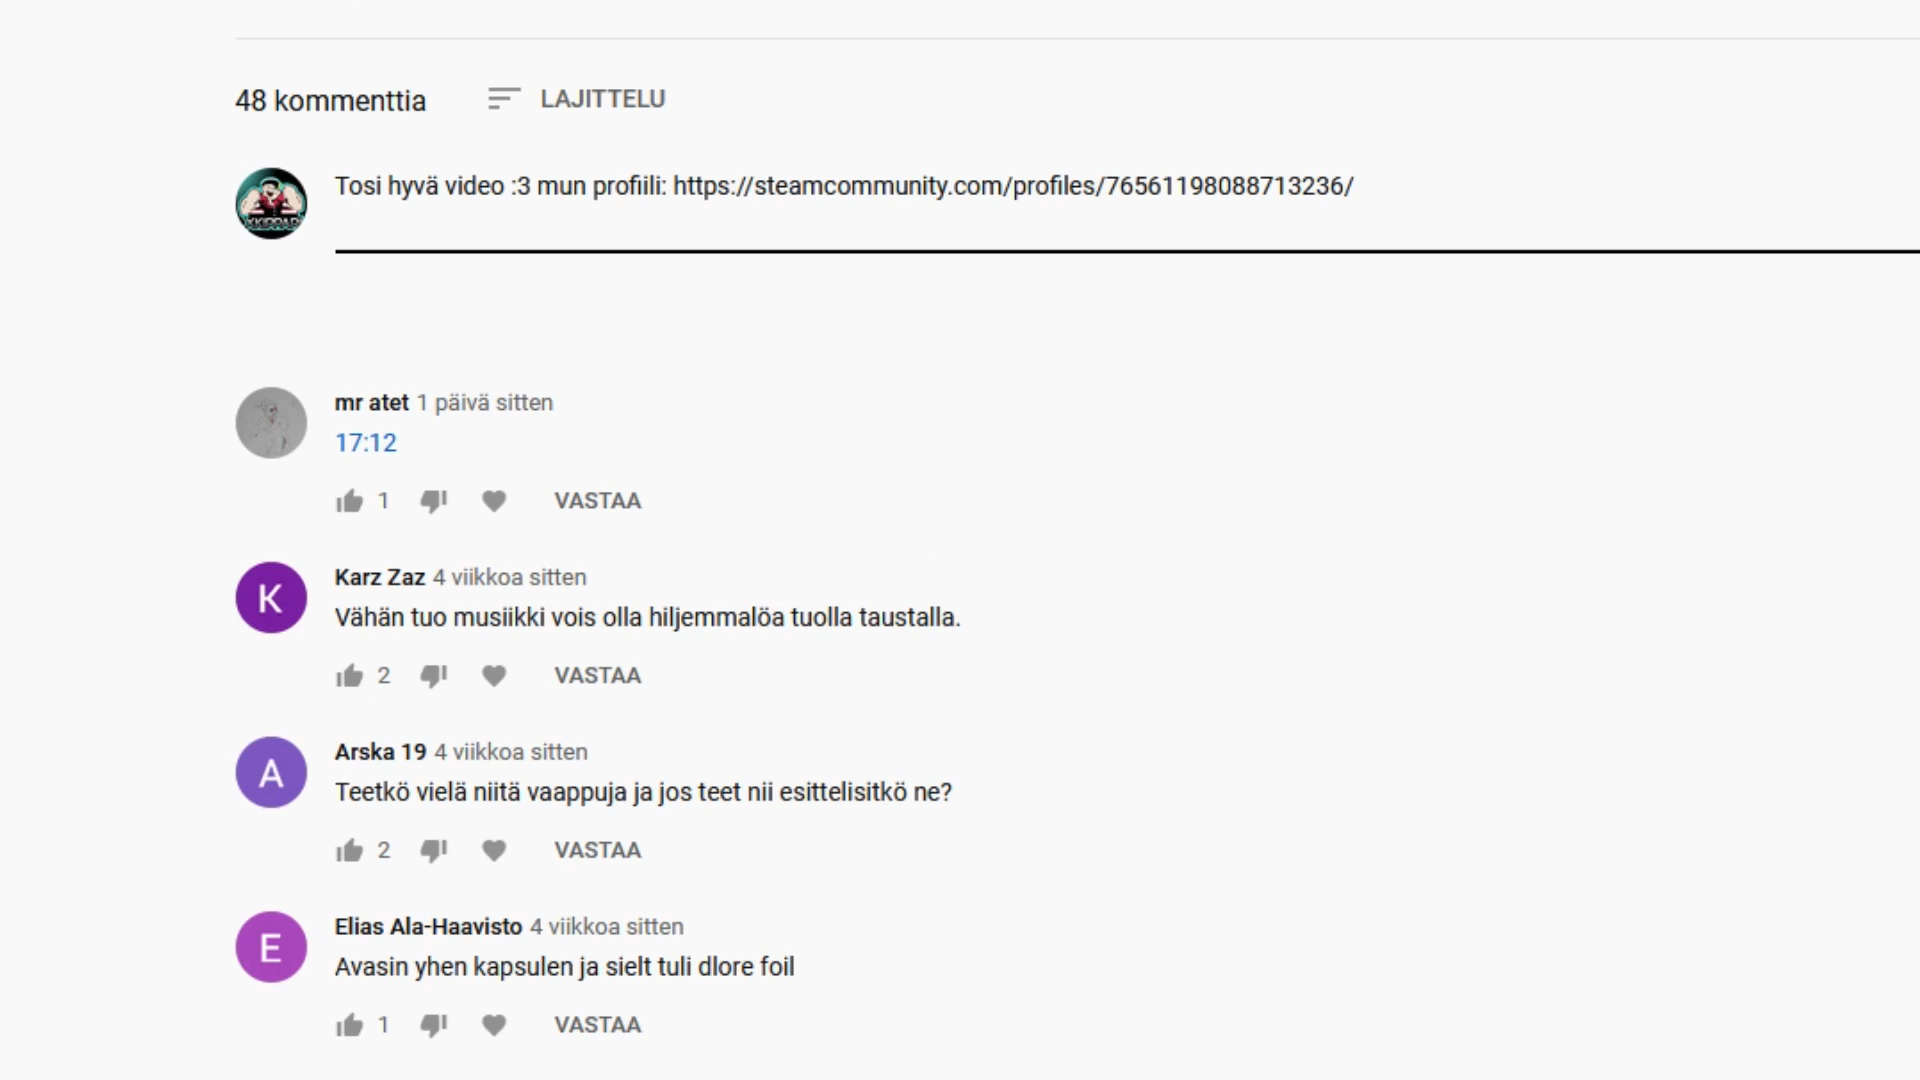 48 kommenttia LAJITTELU
Tosi hyvä video :3 mun profiili: https://steamcommunity.com/profiles/76561198088713236/
mr atet 1 päivä sitten
17:12
1 VASTAA
K
Karz Zaz 4 viikkoa sitten
Vähän tuo musiikki vois olla hiljemmalöa tuolla taustalla.
2 VASTAA
A
Arska 19 4 viikkoa sitten
Teetkö vielä niitä vaappuja ja jos teet nii esittelisitkö ne?
2 VASTAA
E
Elias Ala-Haavisto 4 viikkoa sitten
Avasin yhen kapsulen ja sielt tuli dlore foil
1 VASTAA